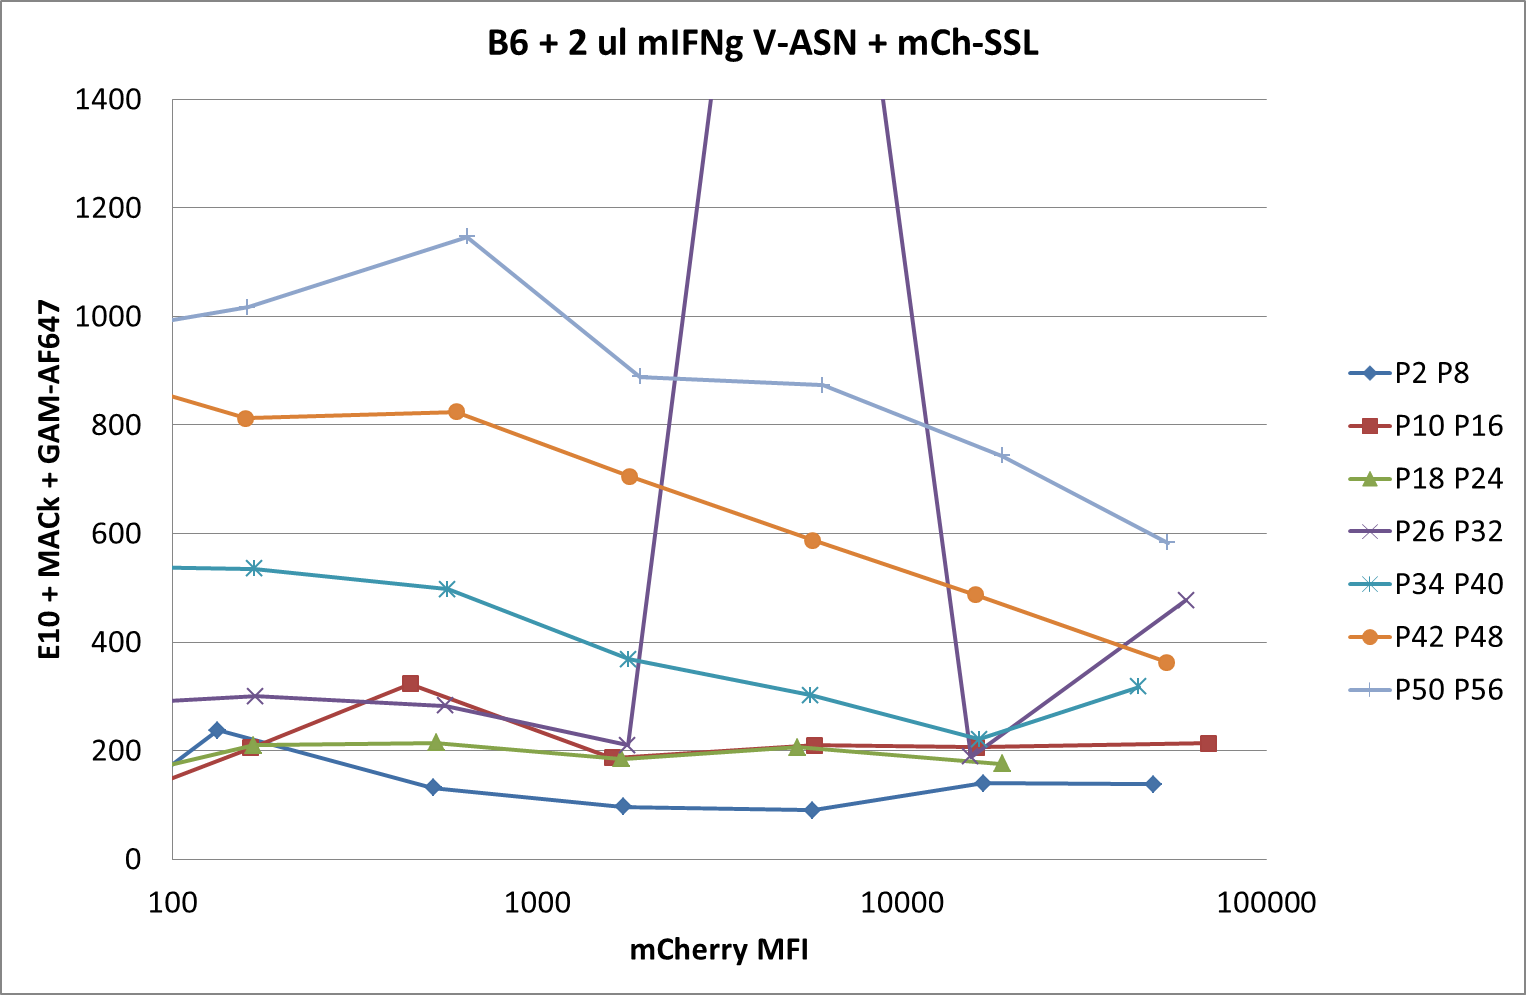 B6 + 2 ul mIFNg V-ASN + mCh-SSL
E10 + MACk + GAM-AF647
1400
1200
1000
800
600
400
200
0
100
1000
10000
100000
mCherry MFI
P2 P8
P10 P16
P18 P24
P26 P32
P34 P40
P42 P48
P50 P56